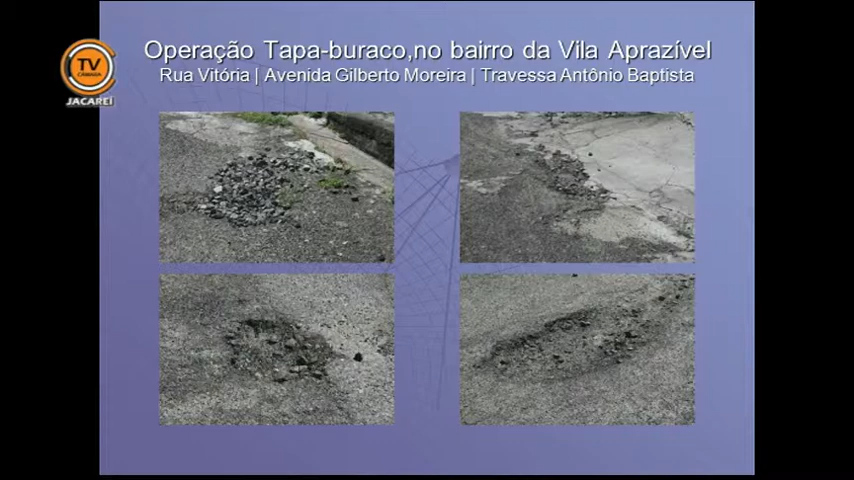 Operação Tapa-buraco,no bairro da Vila Aprazível
Rua Vitória | Avenida Gilberto Moreira | Travessa Antônio Baptista
TV
CÂMARA
JACAREÍ